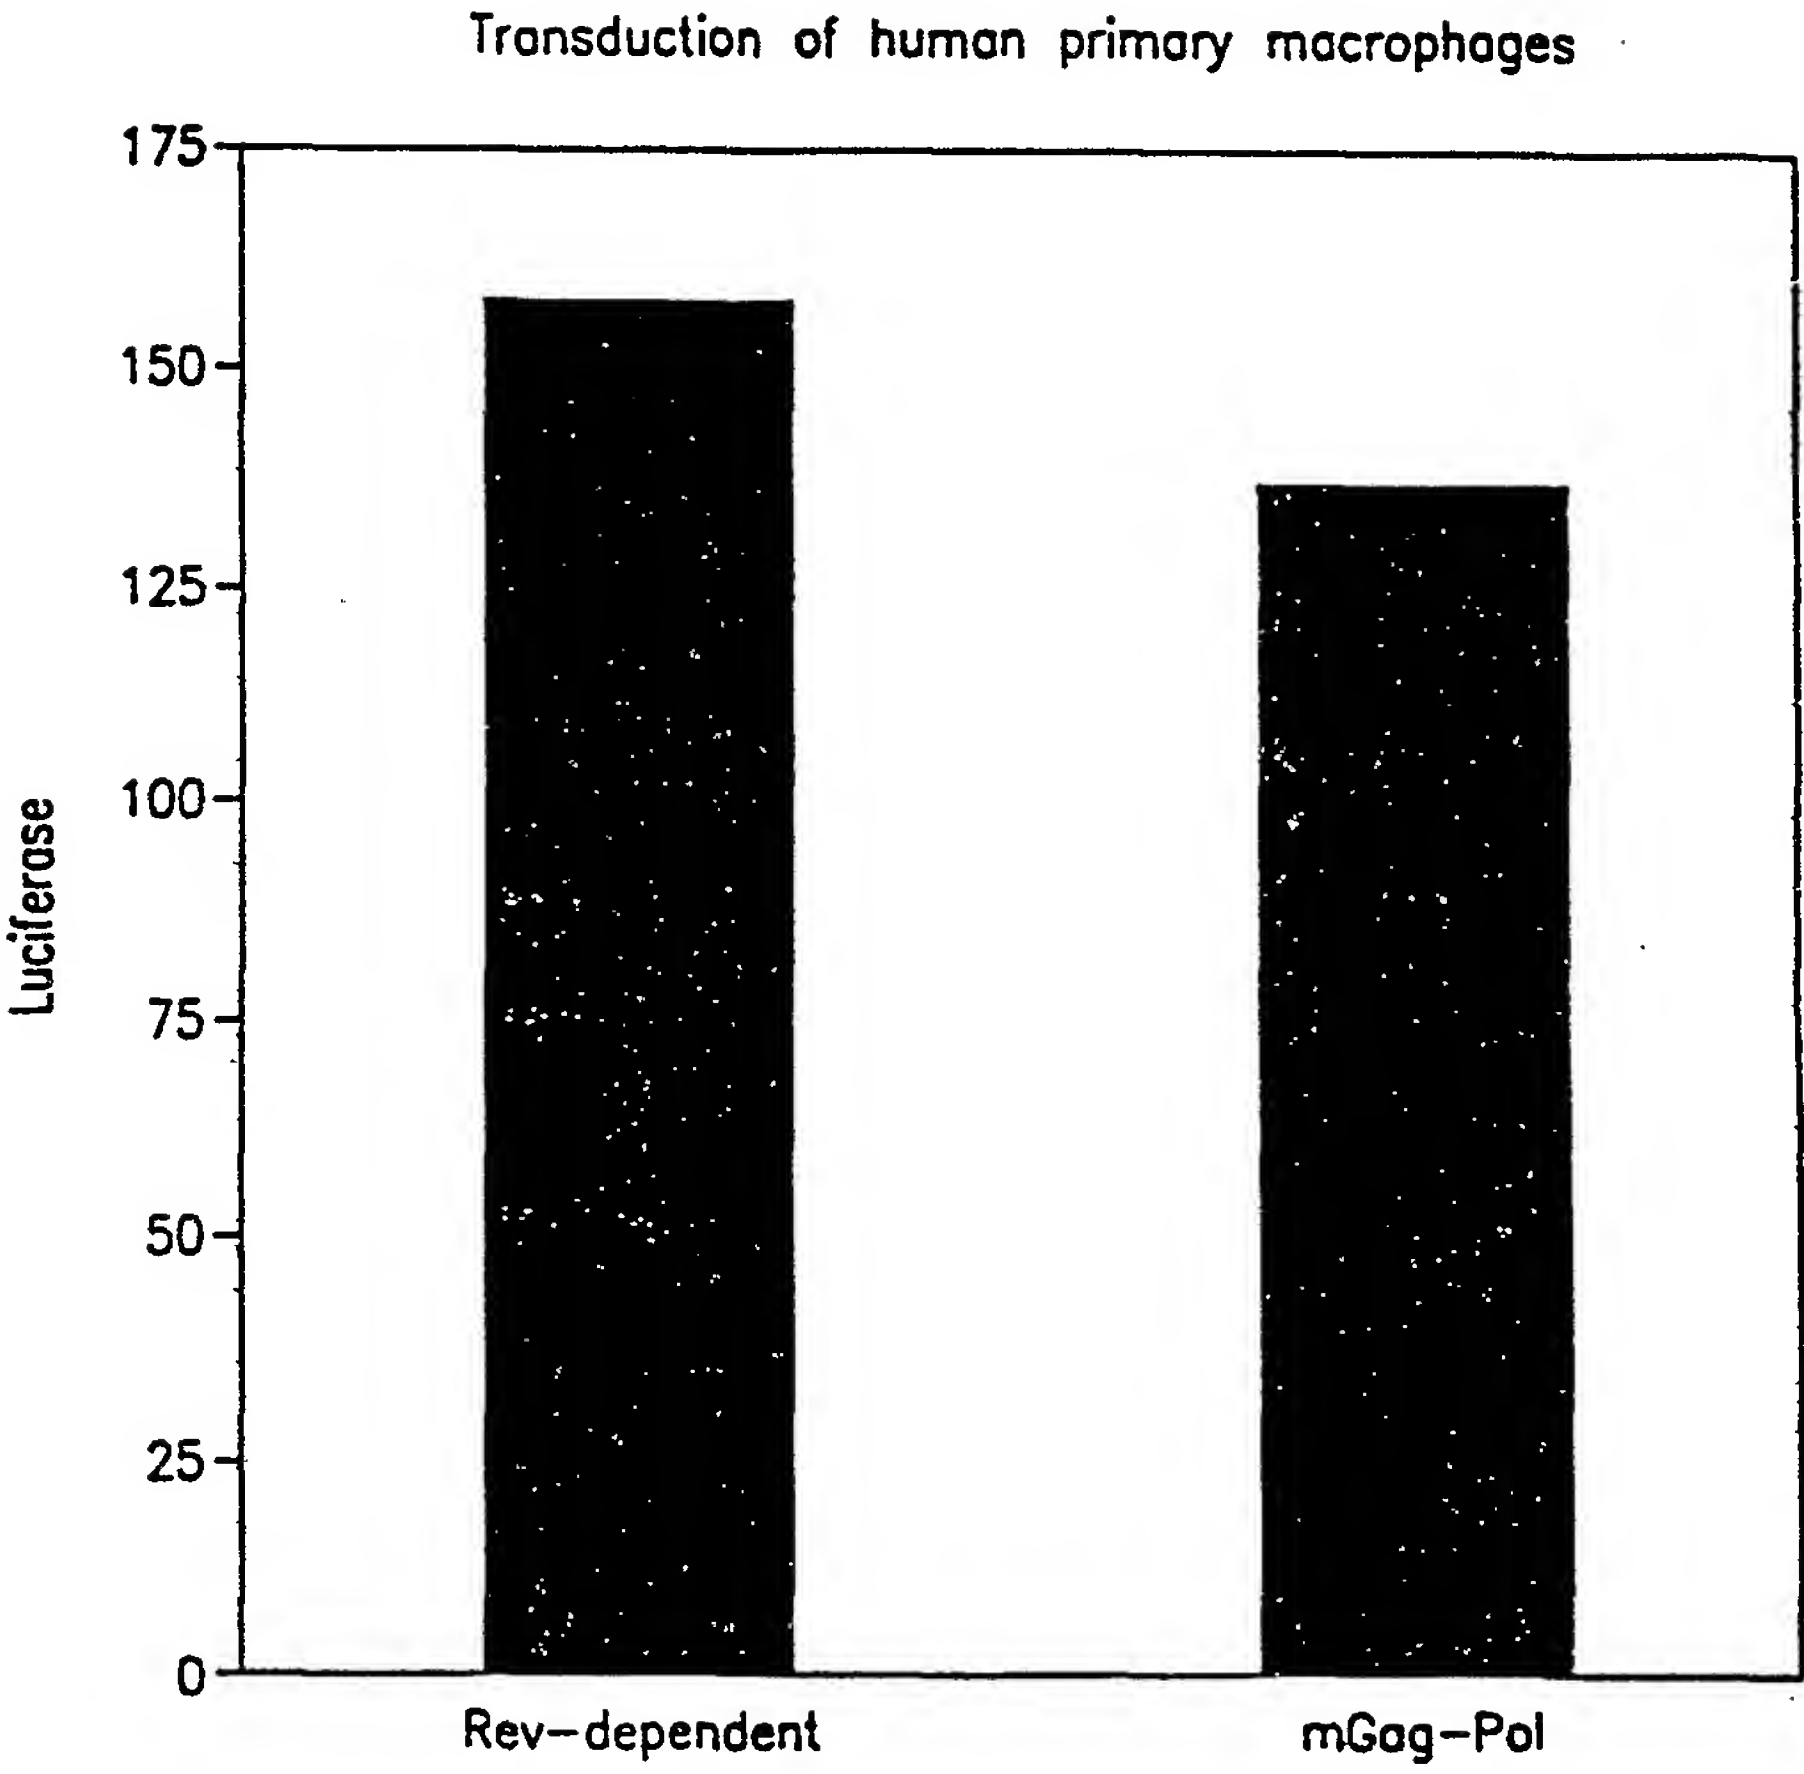 Transduction of human primary macrophages
175
150
125
100
75
50
25
0
Luciferase
Rev-dependent
mGag-Pol